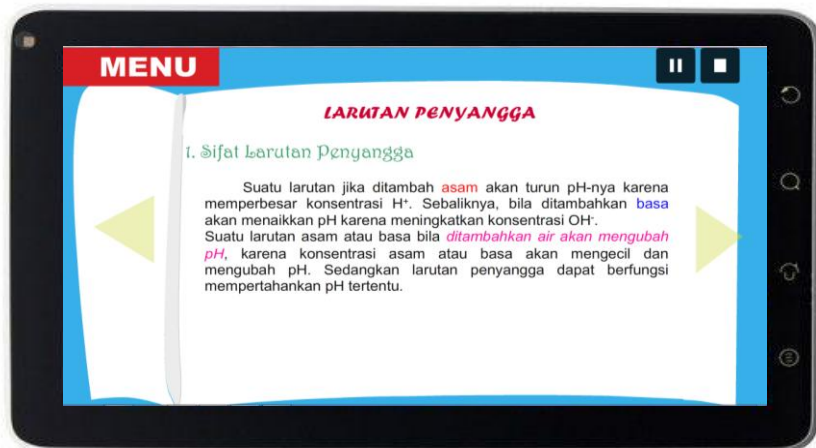 MENU
LARUTAN PENYANGGA
1. Sifat Larutan Penyangga
Suatu larutan jika ditambah asam akan turun pH-nya karena
memperbesar konsentrasi H⁺. Sebaliknya, bila ditambahkan basa
akan menaikkan pH karena meningkatkan konsentrasi OH⁻.
Suatu larutan asam atau basa bila ditambahkan air akan mengubah
pH, karena konsentrasi asam atau basa akan mengecil dan
mengubah pH. Sedangkan larutan penyangga dapat berfungsi
mempertahankan pH tertentu.